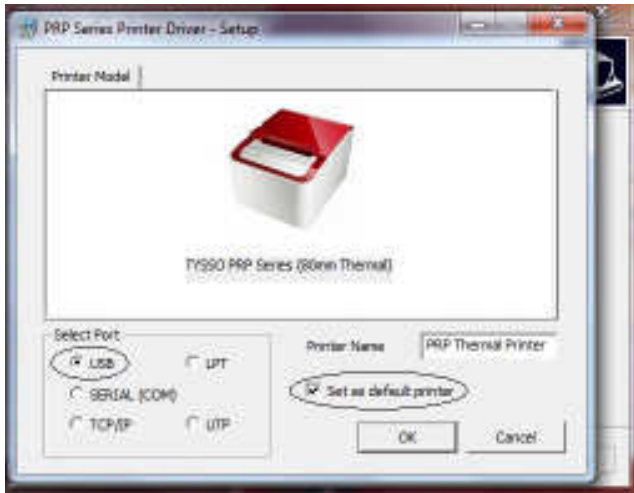 PRP Series Printer Driver - Setup
Printer Model
TYSSO PRP Series (80mm Thermal)
Select Port
USB
LPT
SERIAL (COM)
TCP/IP
UTP
Printer Name
PRP Thermal Printer
Set as default printer
OK
Cancel